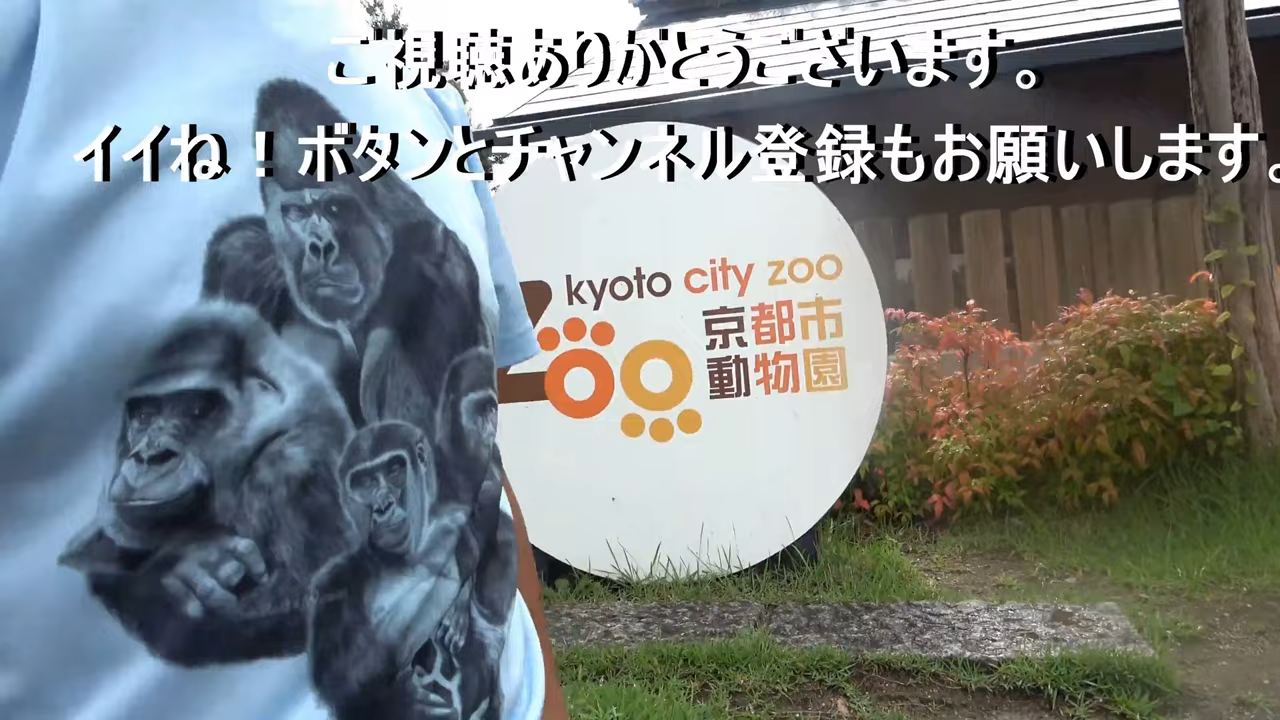 ご視聴ありがとうございます。
イイね！ボタンとチャンネル登録もお願いします。
kyoto city zoo
京都市
動物園